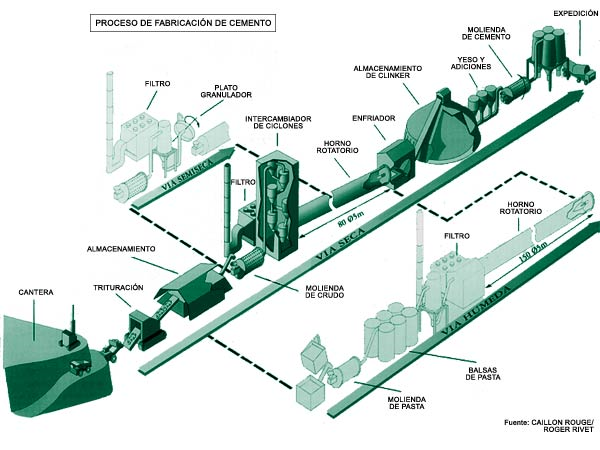 PROCESO DE FABRICACIÓN DE CEMENTO
EXPEDICIÓN
MOLIENDA
DE CEMENTO
YESO Y
ADICIONES
ALMACENAMIENTO
DE CLINKER
FILTRO
PLATO
GRANULADOR
INTERCAMBIADOR
DE CICLONES
ENFRIADOR
HORNO
ROTATORIO
VIA SEMISECA
FILTRO
80 Ø5m
VIA SECA
HORNO
ROTATORIO
FILTRO
150 Ø5m
VIA HUMEDA
ALMACENAMIENTO
MOLIENDA
DE CRUDO
TRITURACIÓN
CANTERA
BALSAS
DE PASTA
MOLIENDA
DE PASTA
Fuente: CAILLON ROUGE/
ROGER RIVET